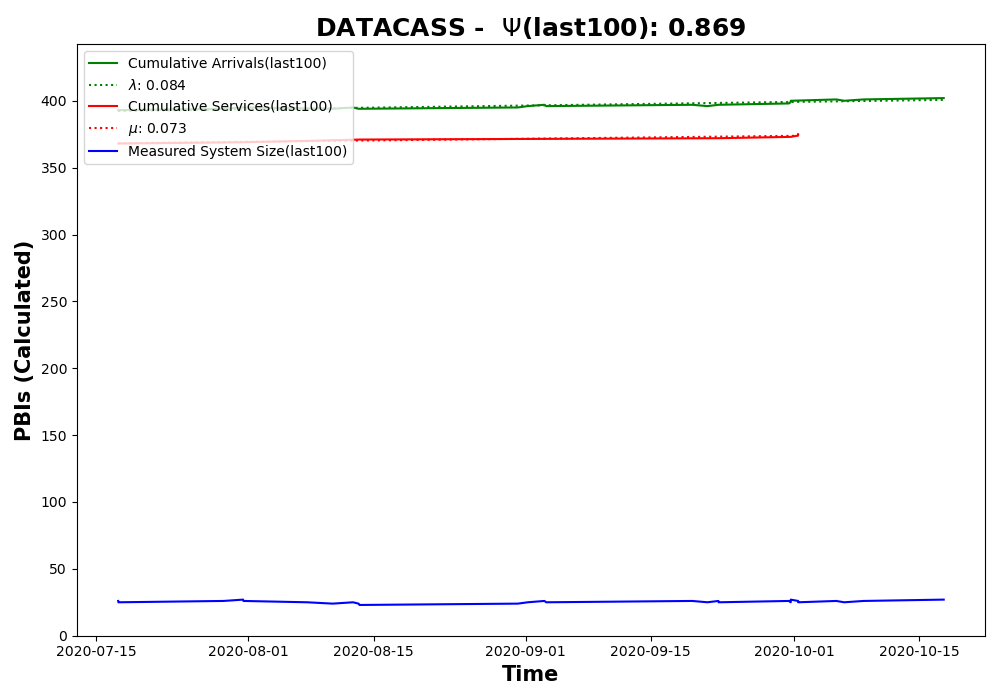 DATACASS -  Ψ(last100): 0.869
Cumulative Arrivals(last100)
λ: 0.084
Cumulative Services(last100)
μ: 0.073
Measured System Size(last100)
PBIs (Calculated)
400
350
300
250
200
150
100
50
0
2020-07-15 2020-08-01 2020-08-15 2020-09-01 2020-09-15 2020-10-01 2020-10-15
Time